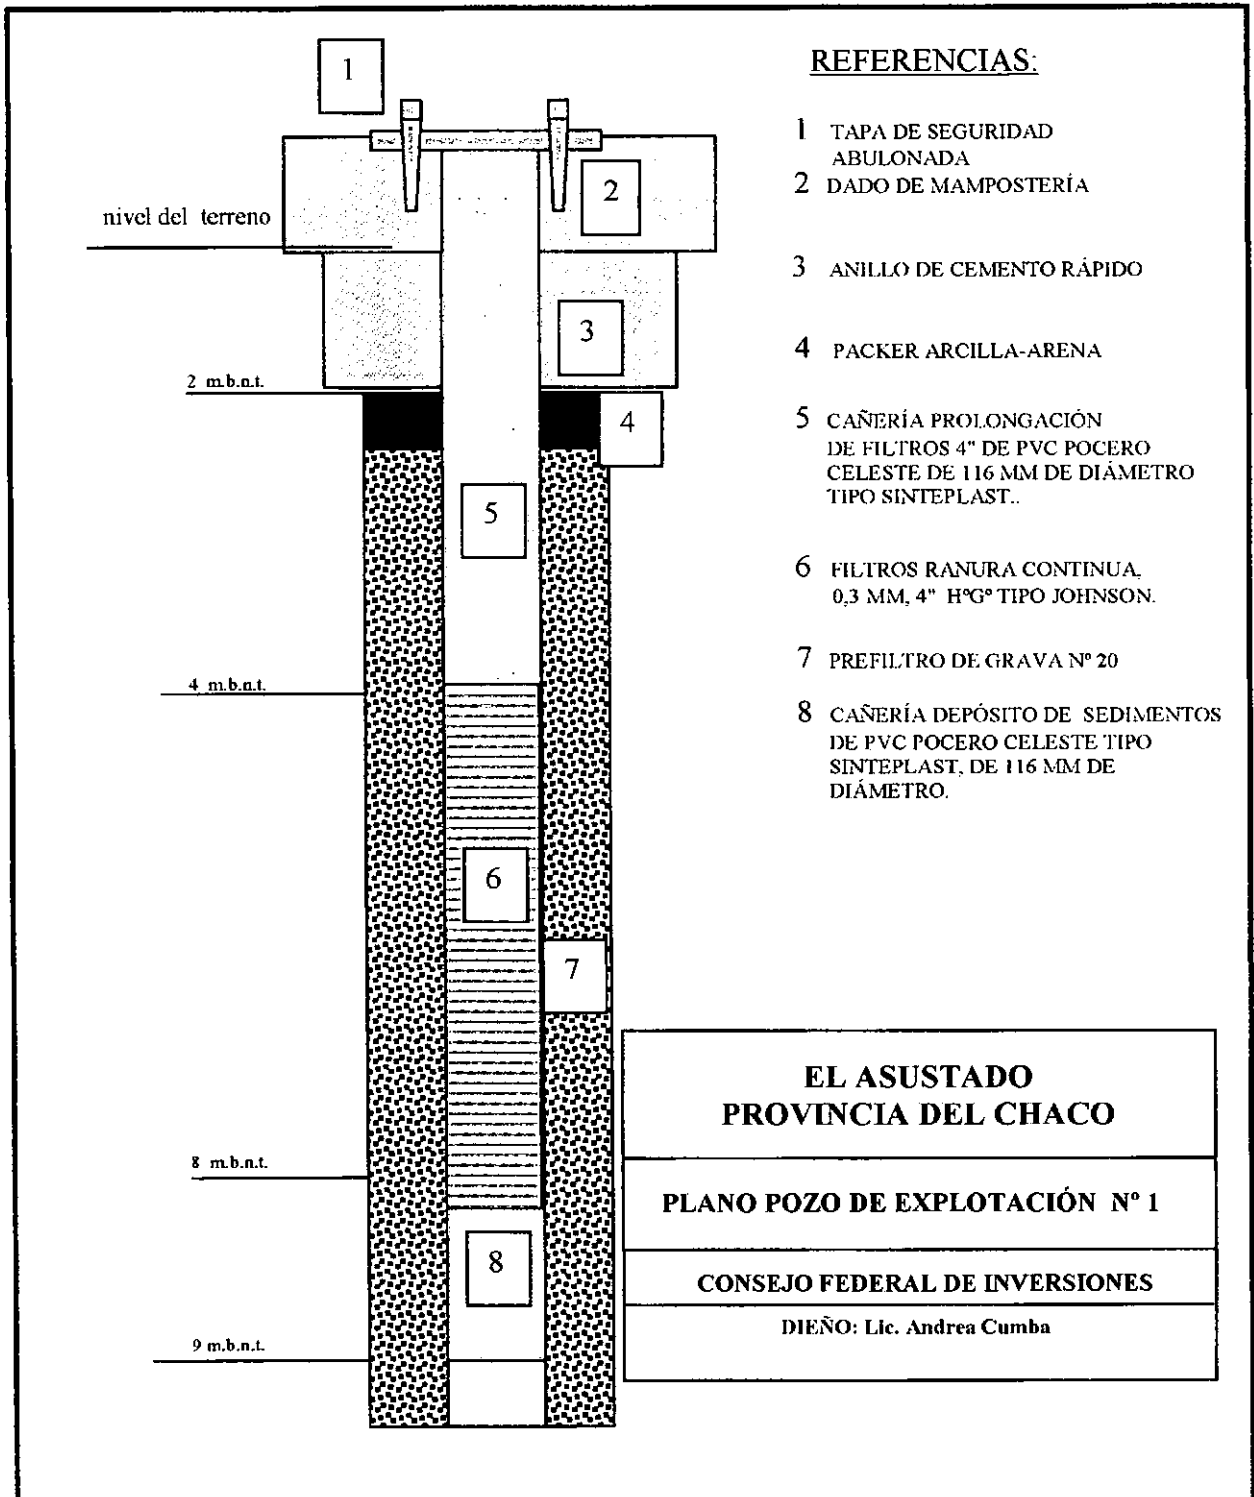 1
nivel del terreno
2
3
2 m.b.n.t.
4
5
4 m.b.n.t.
6
7
8 m.b.n.t.
8
9 m.b.n.t.
REFERENCIAS:
1 TAPA DE SEGURIDAD
ABULONADA
2 DADO DE MAMPOSTERÍA
3 ANILLO DE CEMENTO RÁPIDO
4 PACKER ARCILLA-ARENA
5 CAÑERÍA PROLONGACIÓN
DE FILTROS 4" DE PVC POCERO
CELESTE DE 116 MM DE DIÁMETRO
TIPO SINTEPLAST..
6 FILTROS RANURA CONTINUA,
0,3 MM, 4" HºGº TIPO JOHNSON.
7 PREFILTRO DE GRAVA Nº 20
8 CAÑERÍA DEPÓSITO DE SEDIMENTOS
DE PVC POCERO CELESTE TIPO
SINTEPLAST, DE 116 MM DE
DIÁMETRO.
EL ASUSTADO
PROVINCIA DEL CHACO
PLANO POZO DE EXPLOTACIÓN Nº 1
CONSEJO FEDERAL DE INVERSIONES
DIEÑO: Lic. Andrea Cumba